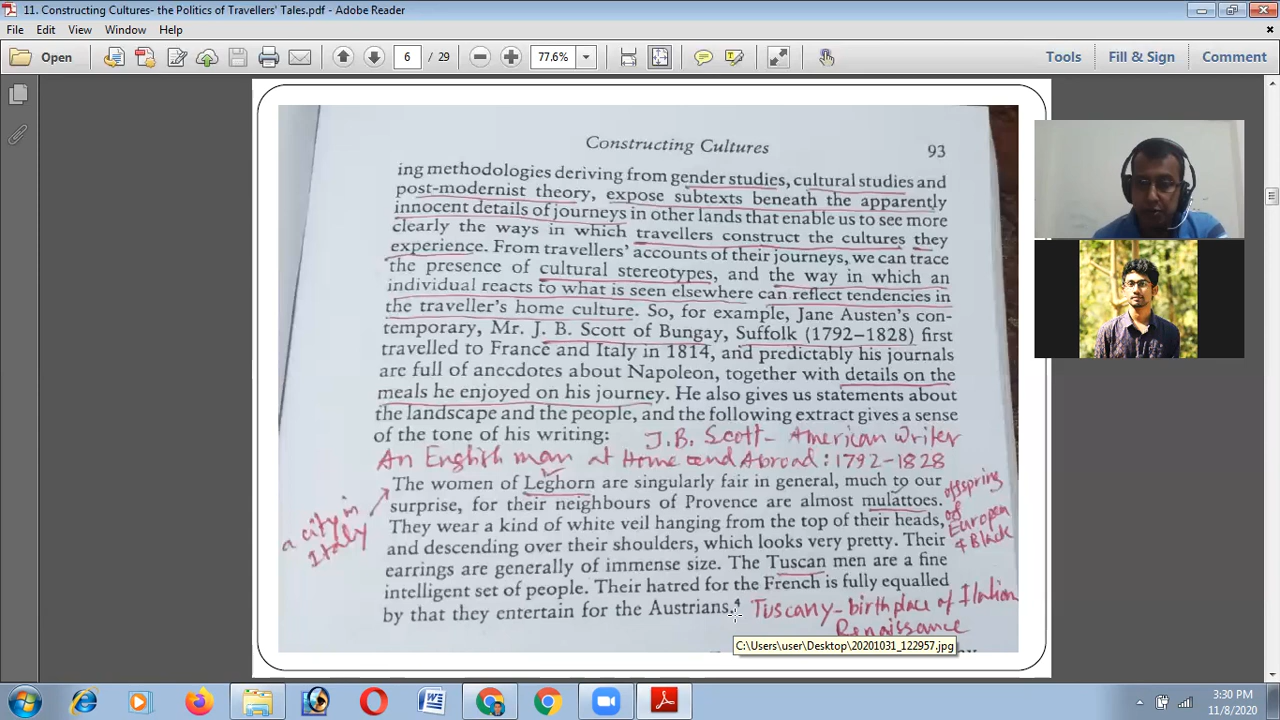 11. Constructing Cultures- the Politics of Travellers' Tales.pdf - Adobe Reader
File Edit View Window Help
Open 6 / 29 77.6% Tools Fill & Sign Comment
Constructing Cultures 93
ing methodologies deriving from gender studies, cultural studies and
post-modernist theory, expose subtexts beneath the apparently
innocent details of journeys in other lands that enable us to see more
clearly the ways in which travellers construct the cultures they
experience. From travellers' accounts of their journeys, we can trace
the presence of cultural stereotypes, and the way in which an
individual reacts to what is seen elsewhere can reflect tendencies in
the traveller's home culture. So, for example, Jane Austen's con-
temporary, Mr. J. B. Scott of Bungay, Suffolk (1792–1828) first
travelled to France and Italy in 1814, and predictably his journals
are full of anecdotes about Napoleon, together with details on the
meals he enjoyed on his journey. He also gives us statements about
the landscape and the people, and the following extract gives a sense
of the tone of his writing: J.B. Scott- American writer
An English man at Home and Abroad: 1792-1828
The women of Leghorn are singularly fair in general, much to our
surprise, for their neighbours of Provence are almost mulattoes.
They wear a kind of white veil hanging from the top of their heads,
and descending over their shoulders, which looks very pretty. Their
earrings are generally of immense size. The Tuscan men are a fine
intelligent set of people. Their hatred for the French is fully equalled
by that they entertain for the Austrians.4 Tuscany- birthplace of Italian
Renaissance
a city in
Italy
offspring
of
Europen
& Black
C:\Users\user\Desktop\20201031_122957.jpg
3:30 PM
11/8/2020